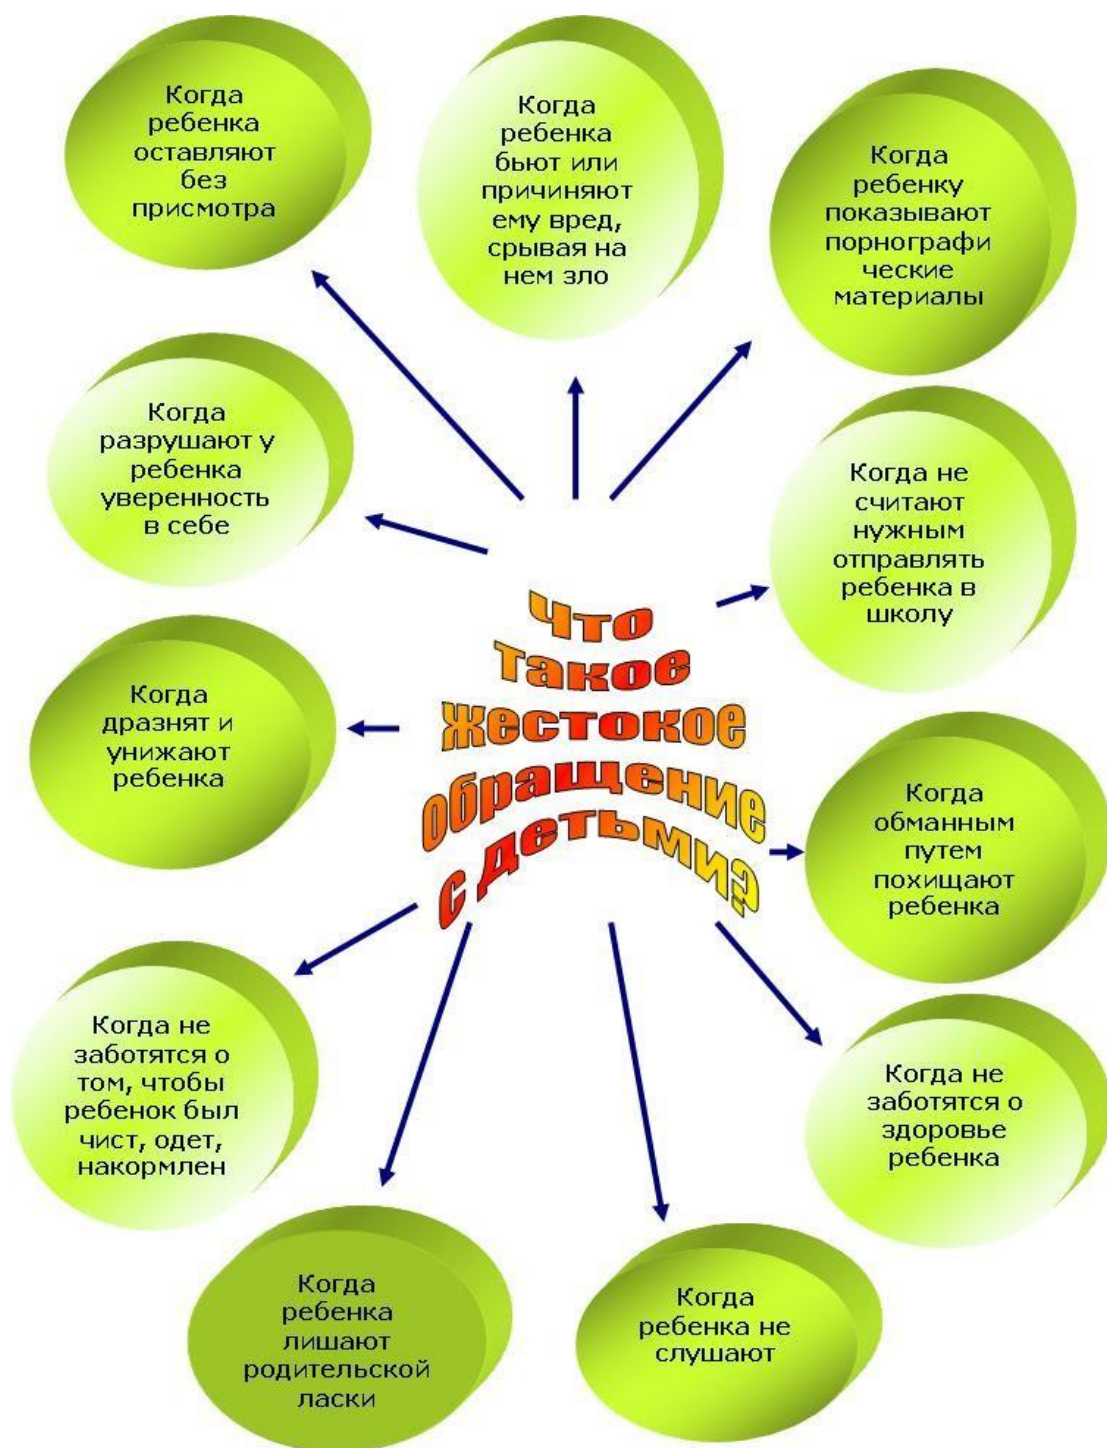 Когда
ребенка
оставляют
без
присмотра
Когда
ребенка
бьют или
причиняют
ему вред,
срывая на
нем зло
Когда
ребенку
показывают
порнографи
ческие
материалы
Когда
разрушают у
ребенка
уверенность
в себе
Когда не
считают
нужным
отправлять
ребенка в
школу
Что
такое
жестокое
обращение
с детьми?
Когда
дразнят и
унижают
ребенка
Когда
обманным
путем
похищают
ребенка
Когда не
заботятся о
том, чтобы
ребенок был
чист, одет,
накормлен
Когда не
заботятся о
здоровье
ребенка
Когда
ребенка
лишают
родительской
ласки
Когда
ребенка не
слушают